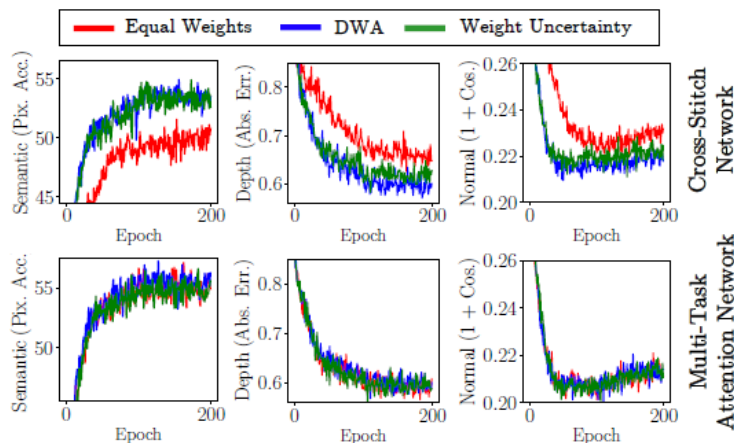 Equal Weights DWA Weight Uncertainty
Semantic (Pix. Acc.)
55
50
45
0 200
Epoch
Depth (Abs. Err.)
0.8
0.7
0.6
0 200
Epoch
Normal (1 + Cos.)
0.26
0.24
0.22
0.20
0 200
Epoch
Cross-Stitch
Network
Semantic (Pix. Acc.
55
50
0 200
Epoch
Depth (Abs. Err.)
0.8
0.7
0.6
0 200
Epoch
Normal (1 + Cos.)
0.26
0.24
0.21
0.20
0 200
Epoch
Multi-Task
Attention Network